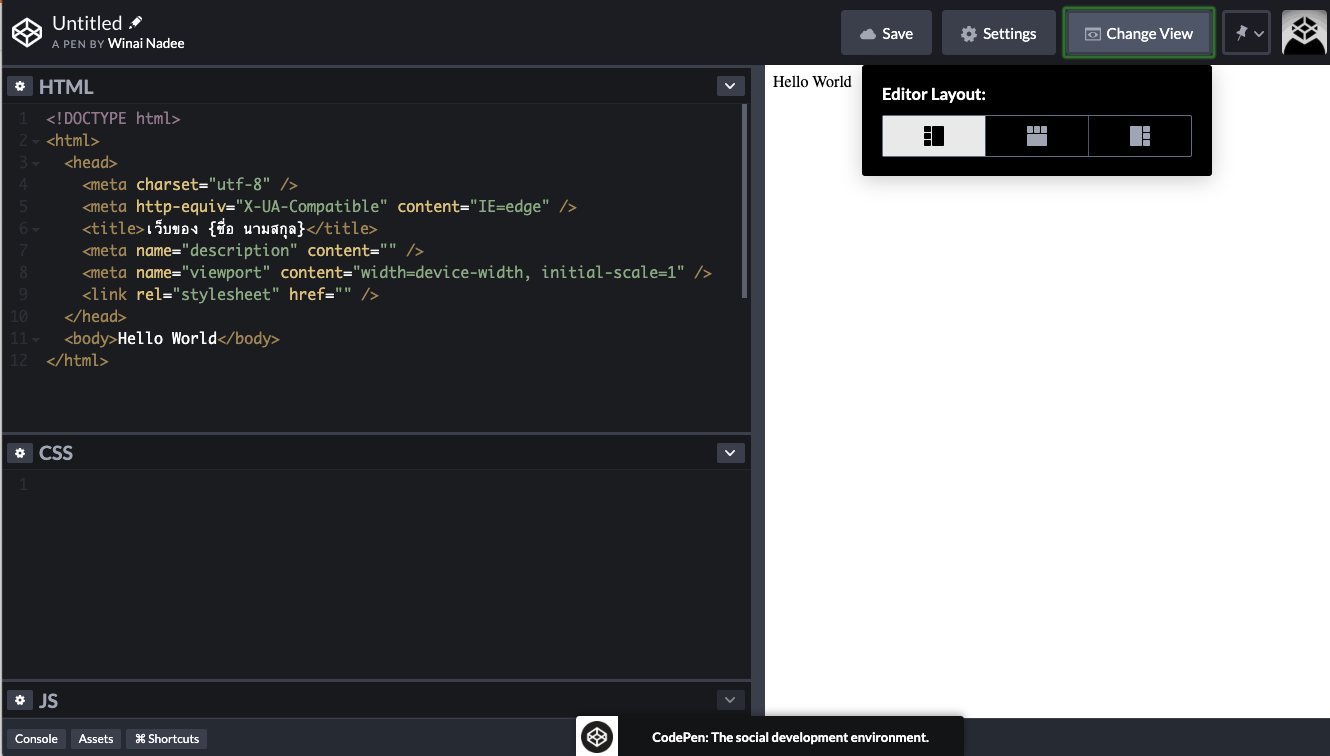 Untitled
A PEN BY Winai Nadee
Save
Settings
Change View
HTML
1 <!DOCTYPE html>
2 <html>
3 <head>
4 <meta charset="utf-8" />
5 <meta http-equiv="X-UA-Compatible" content="IE=edge" />
6 <title>เว็บของ {ชื่อ นามสกุล}</title>
7 <meta name="description" content="" />
8 <meta name="viewport" content="width=device-width, initial-scale=1" />
9 <link rel="stylesheet" href="" />
10 </head>
11 <body>Hello World</body>
12 </html>
Hello World
Editor Layout:
CSS
1
JS
Console
Assets
⌘ Shortcuts
CodePen: The social development environment.